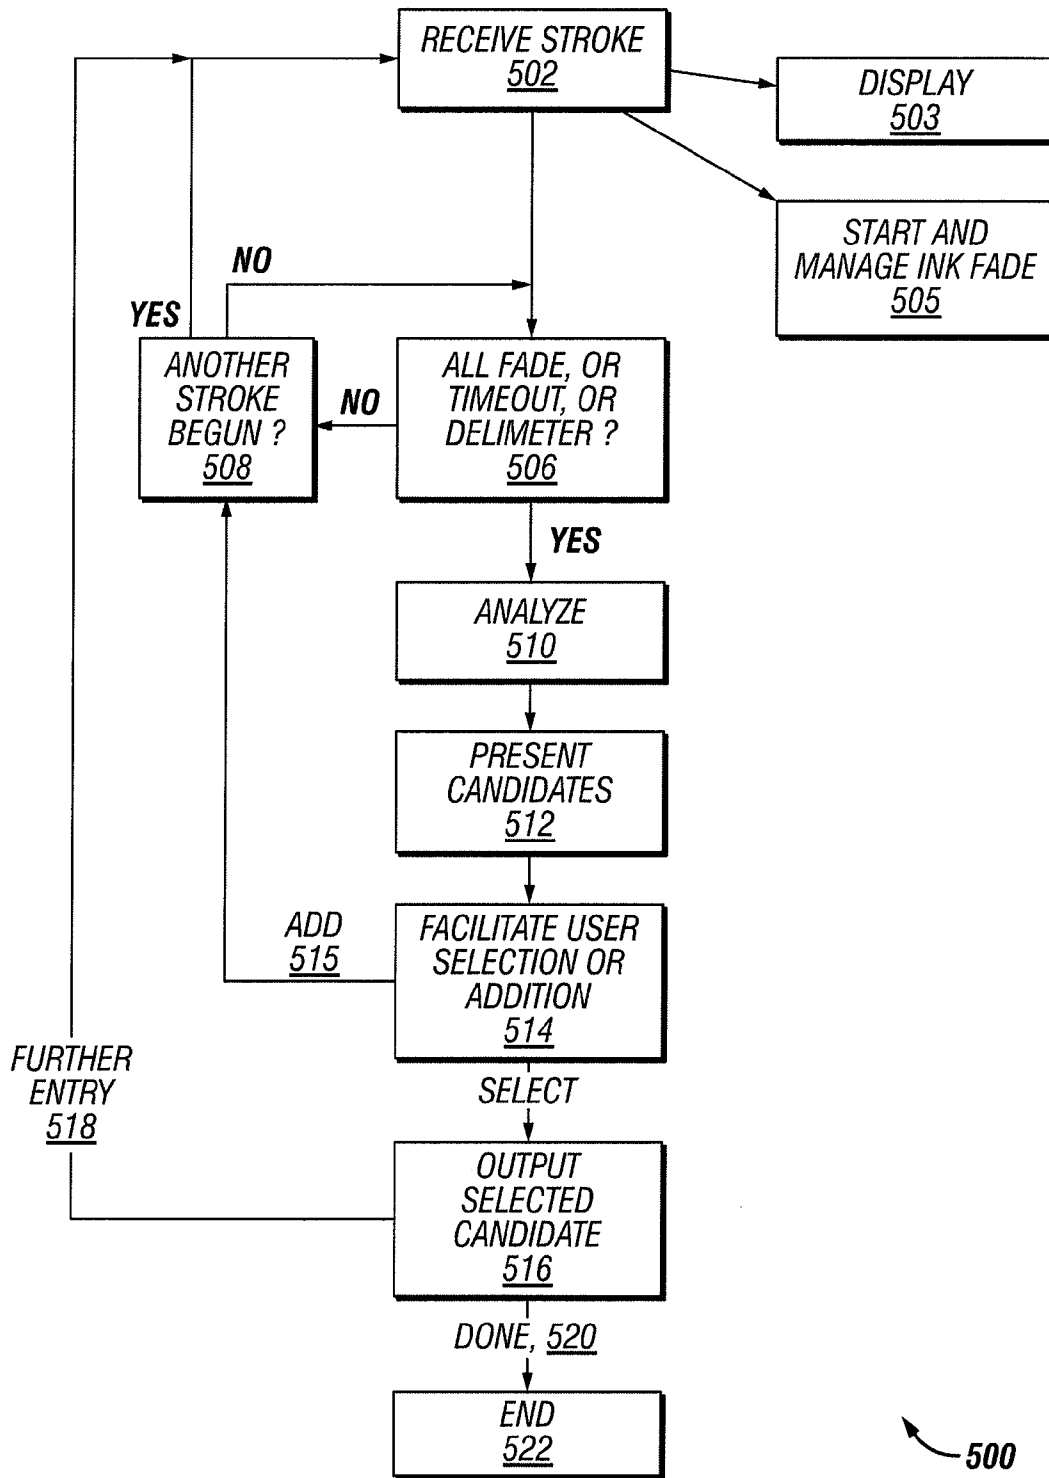 RECEIVE STROKE
502
DISPLAY
503
START AND
MANAGE INK FADE
505
NO
YES
ANOTHER
STROKE
BEGUN ?
508
NO
ALL FADE, OR
TIMEOUT, OR
DELIMETER ?
506
YES
ANALYZE
510
PRESENT
CANDIDATES
512
ADD
515
FACILITATE USER
SELECTION OR
ADDITION
514
FURTHER
ENTRY
518
SELECT
OUTPUT
SELECTED
CANDIDATE
516
DONE, 520
END
522
500